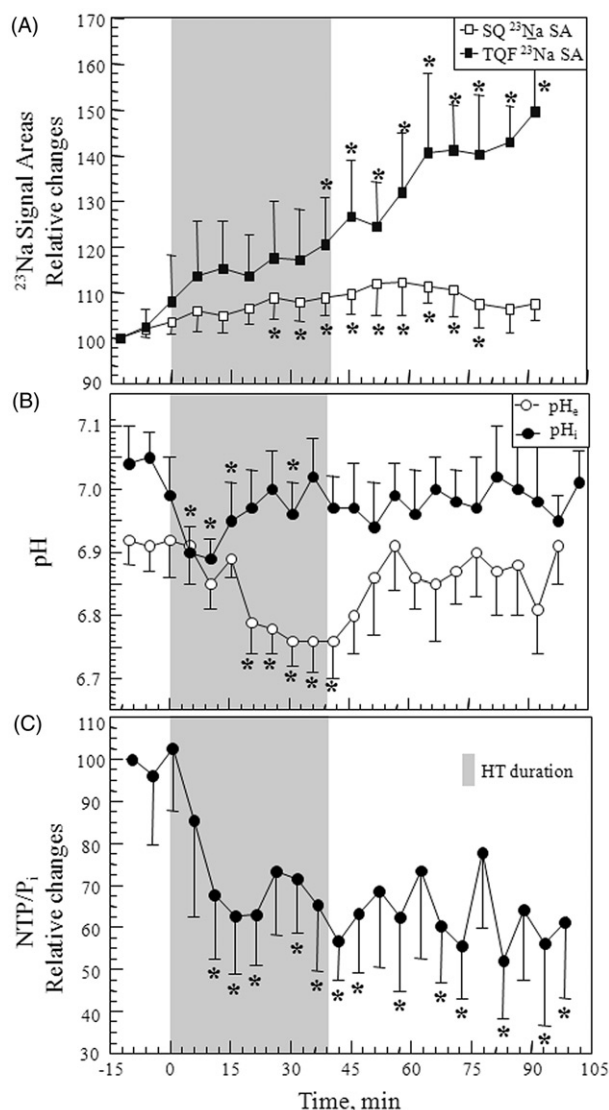 (A)
SQ ²³Na SA
TQF ²³Na SA
²³Na Signal Areas
Relative changes
170
160
150
140
130
120
110
100
90
* * * * * * * * *
* * * * * * * * *
(B)
pHₑ
pHᵢ
pH
7.1
7.0
6.9
6.8
6.7
* * * *
* * * * *
(C)
HT duration
NTP/Pᵢ
Relative changes
110
100
90
80
70
60
50
40
30
* * * * * * * * * * * *
-15 0 15 30 45 60 75 90 105
Time, min